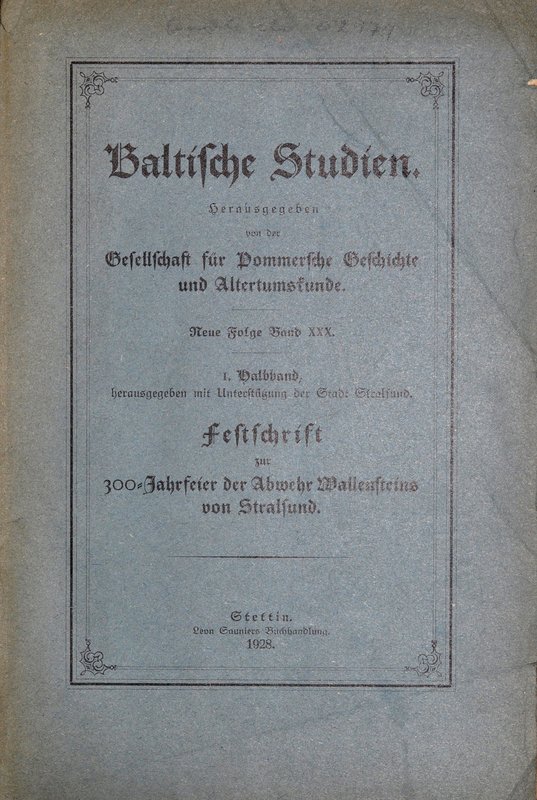 Baltische Studien.
Herausgegeben
von der
Gesellschaft für Pommersche Geschichte
und Altertumskunde.
Neue Folge Band XXX.
1. Halbband,
herausgegeben mit Unterstützung der Stadt Stralsund.
Festschrift
zur
300=Jahrfeier der Abwehr Wallensteins
von Stralsund.
Stettin.
Leon Sauniers Buchhandlung.
1928.